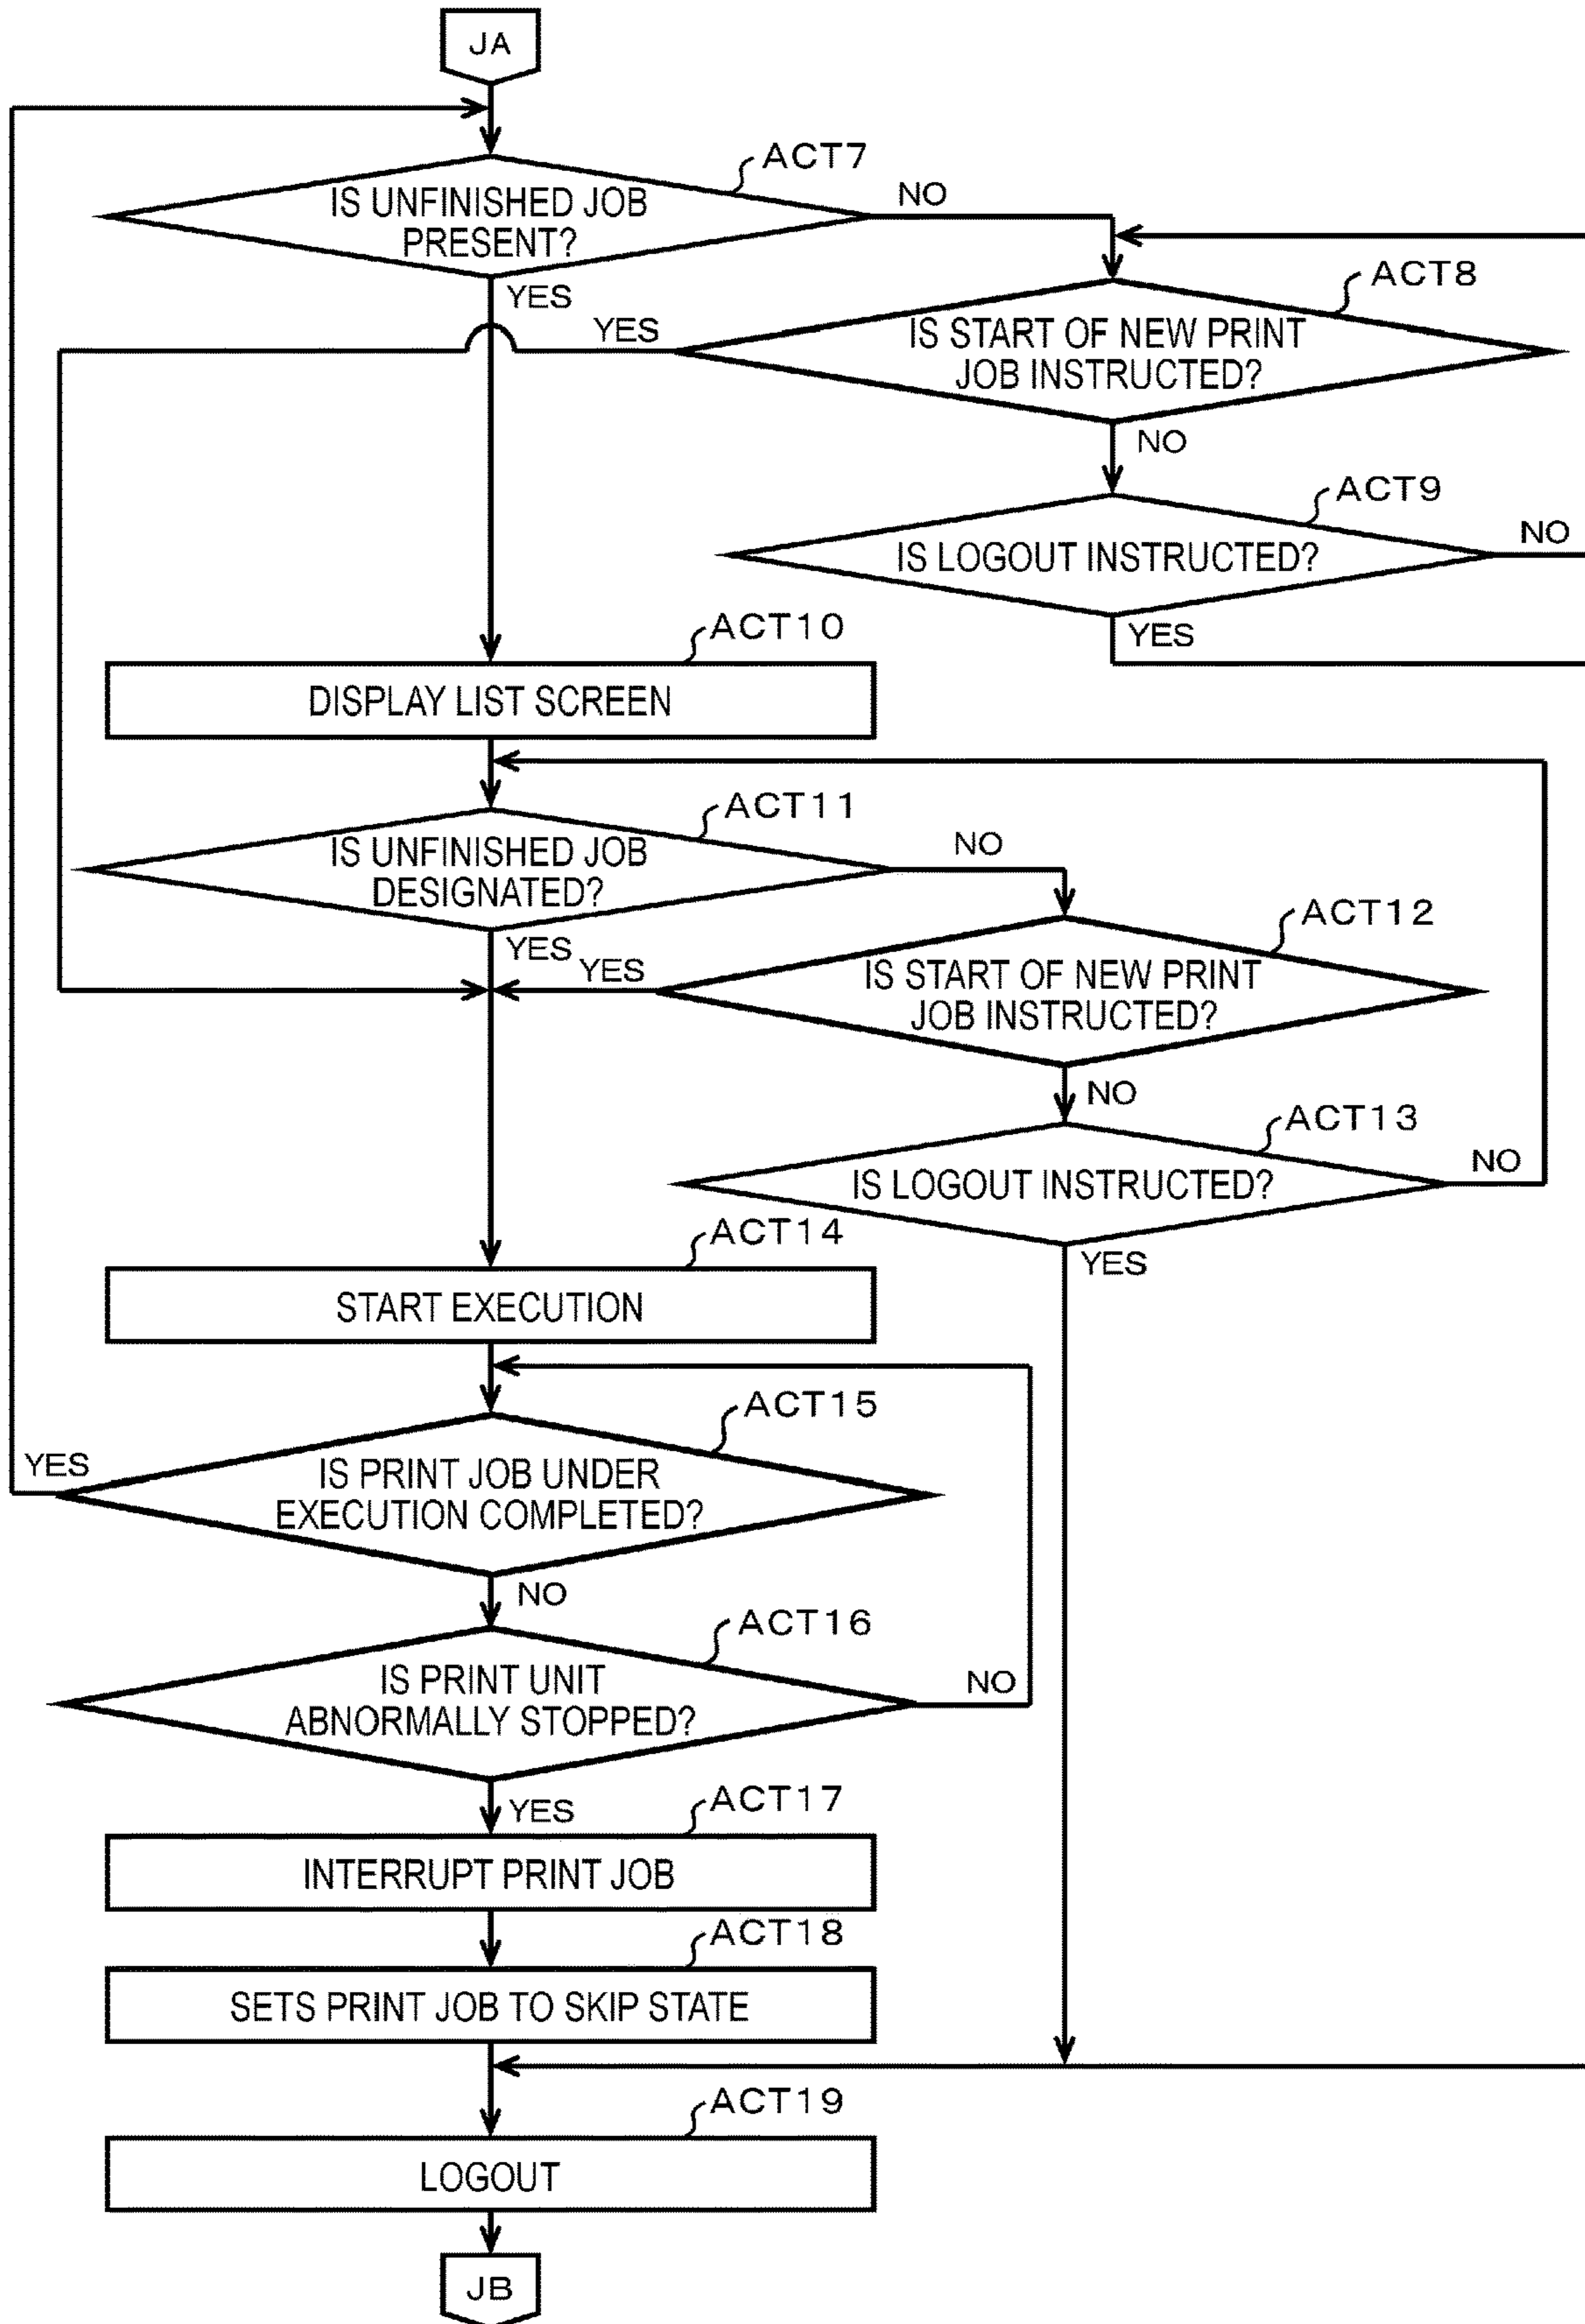 JA
ACT7
IS UNFINISHED JOB
PRESENT?
NO
YES
ACT8
IS START OF NEW PRINT
JOB INSTRUCTED?
YES
NO
ACT9
IS LOGOUT INSTRUCTED?
NO
YES
ACT10
DISPLAY LIST SCREEN
ACT11
IS UNFINISHED JOB
DESIGNATED?
NO
YES
ACT12
IS START OF NEW PRINT
JOB INSTRUCTED?
YES
NO
ACT13
IS LOGOUT INSTRUCTED?
NO
YES
ACT14
START EXECUTION
ACT15
IS PRINT JOB UNDER
EXECUTION COMPLETED?
YES
NO
ACT16
IS PRINT UNIT
ABNORMALLY STOPPED?
NO
YES
ACT17
INTERRUPT PRINT JOB
ACT18
SETS PRINT JOB TO SKIP STATE
ACT19
LOGOUT
JB